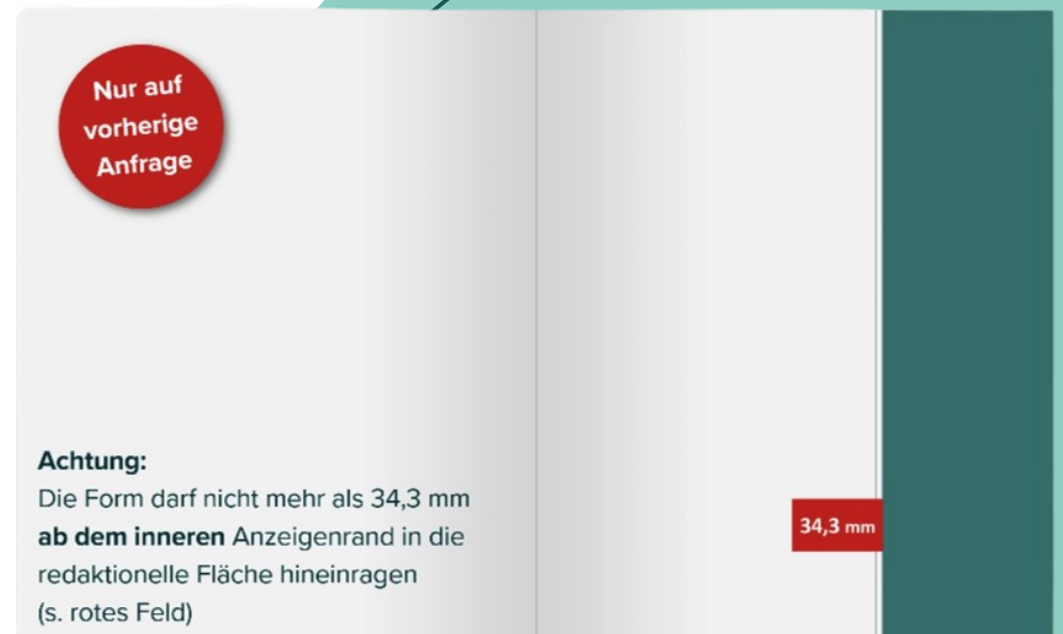 Nur auf
vorherige
Anfrage
Achtung:
Die Form darf nicht mehr als 34,3 mm
ab dem inneren Anzeigenrand in die
redaktionelle Fläche hineinragen
(s. rotes Feld)
34,3 mm